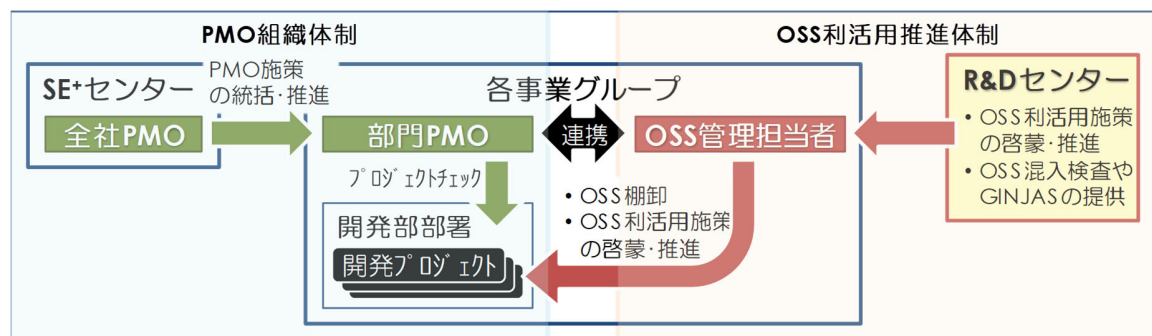 PMO組織体制
OSS利活用推進体制
SE+センター
PMO施策
の統括・推進
各事業グループ
R&Dセンター
・OSS利活用施策
の啓蒙・推進
・OSS混入検査や
GINJASの提供
全社PMO
部門PMO
連携
OSS管理担当者
プロジェクトチェック
・OSS棚卸
・OSS利活用施策
の啓蒙・推進
開発部部署
開発プロジェクト